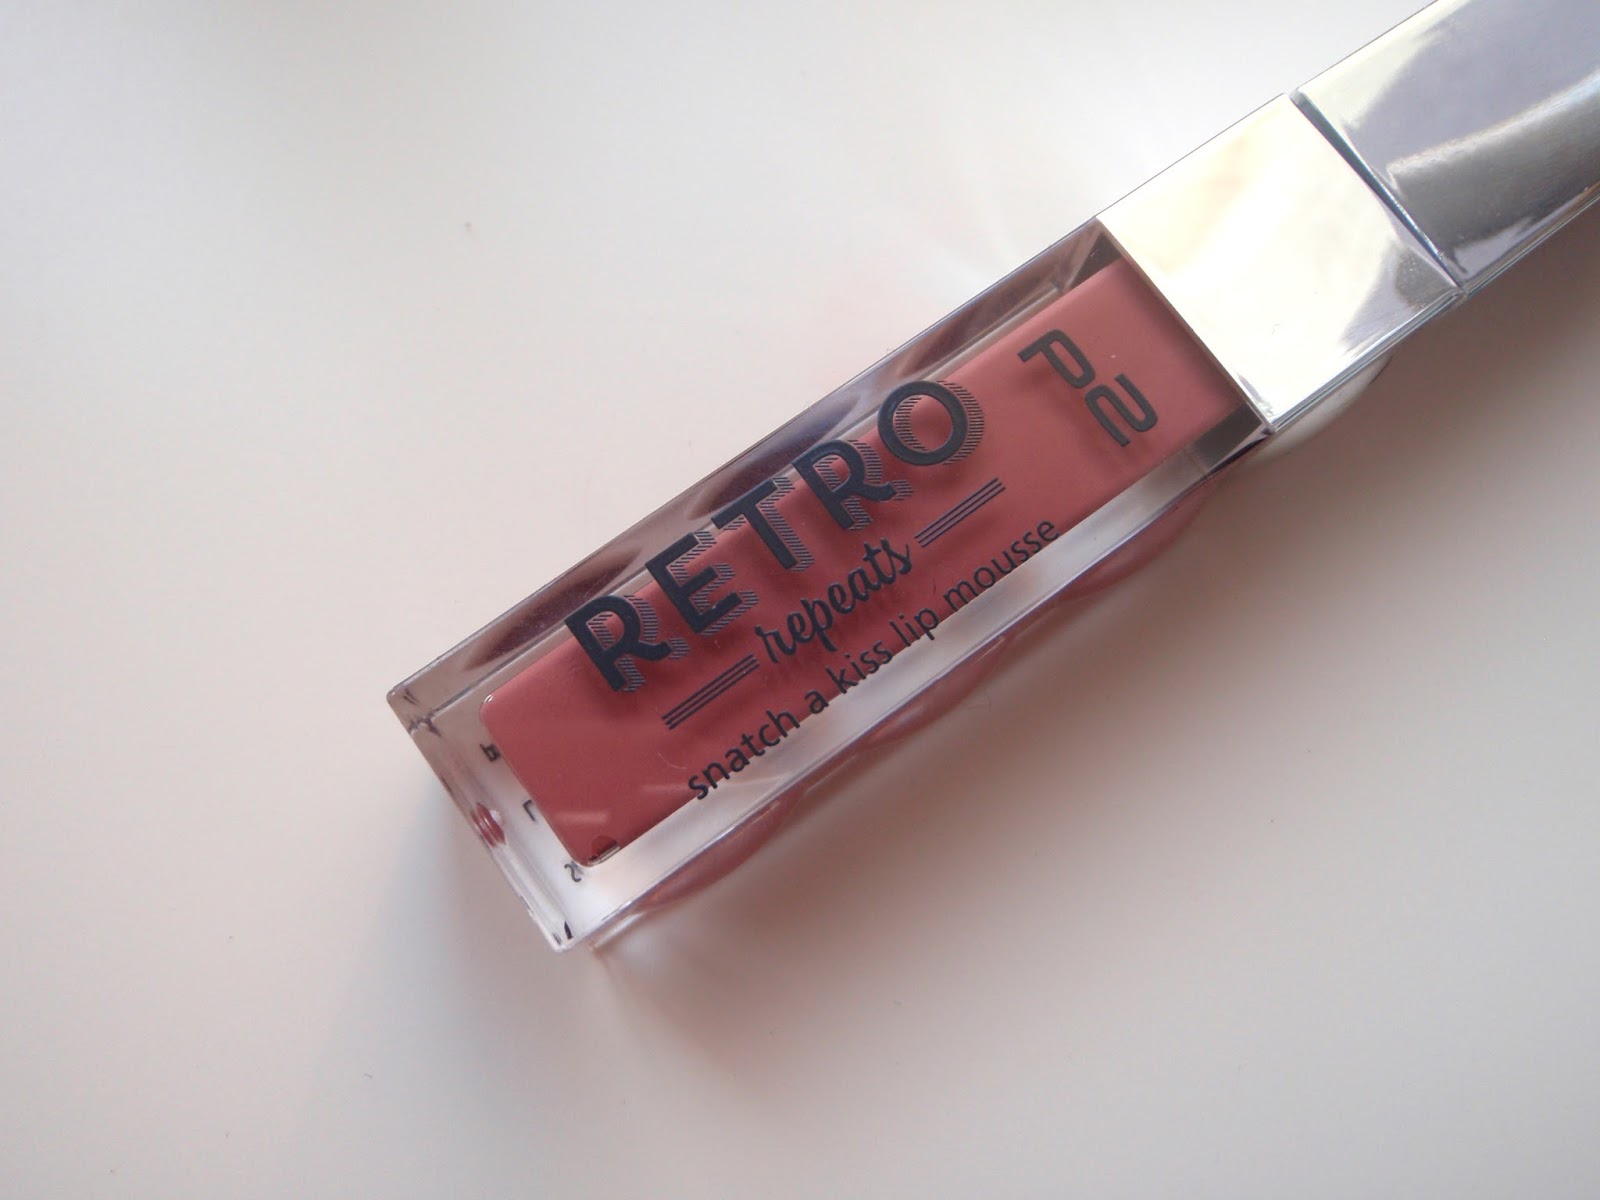 RETRO
repeats
snatch a kiss lip mousse
P2